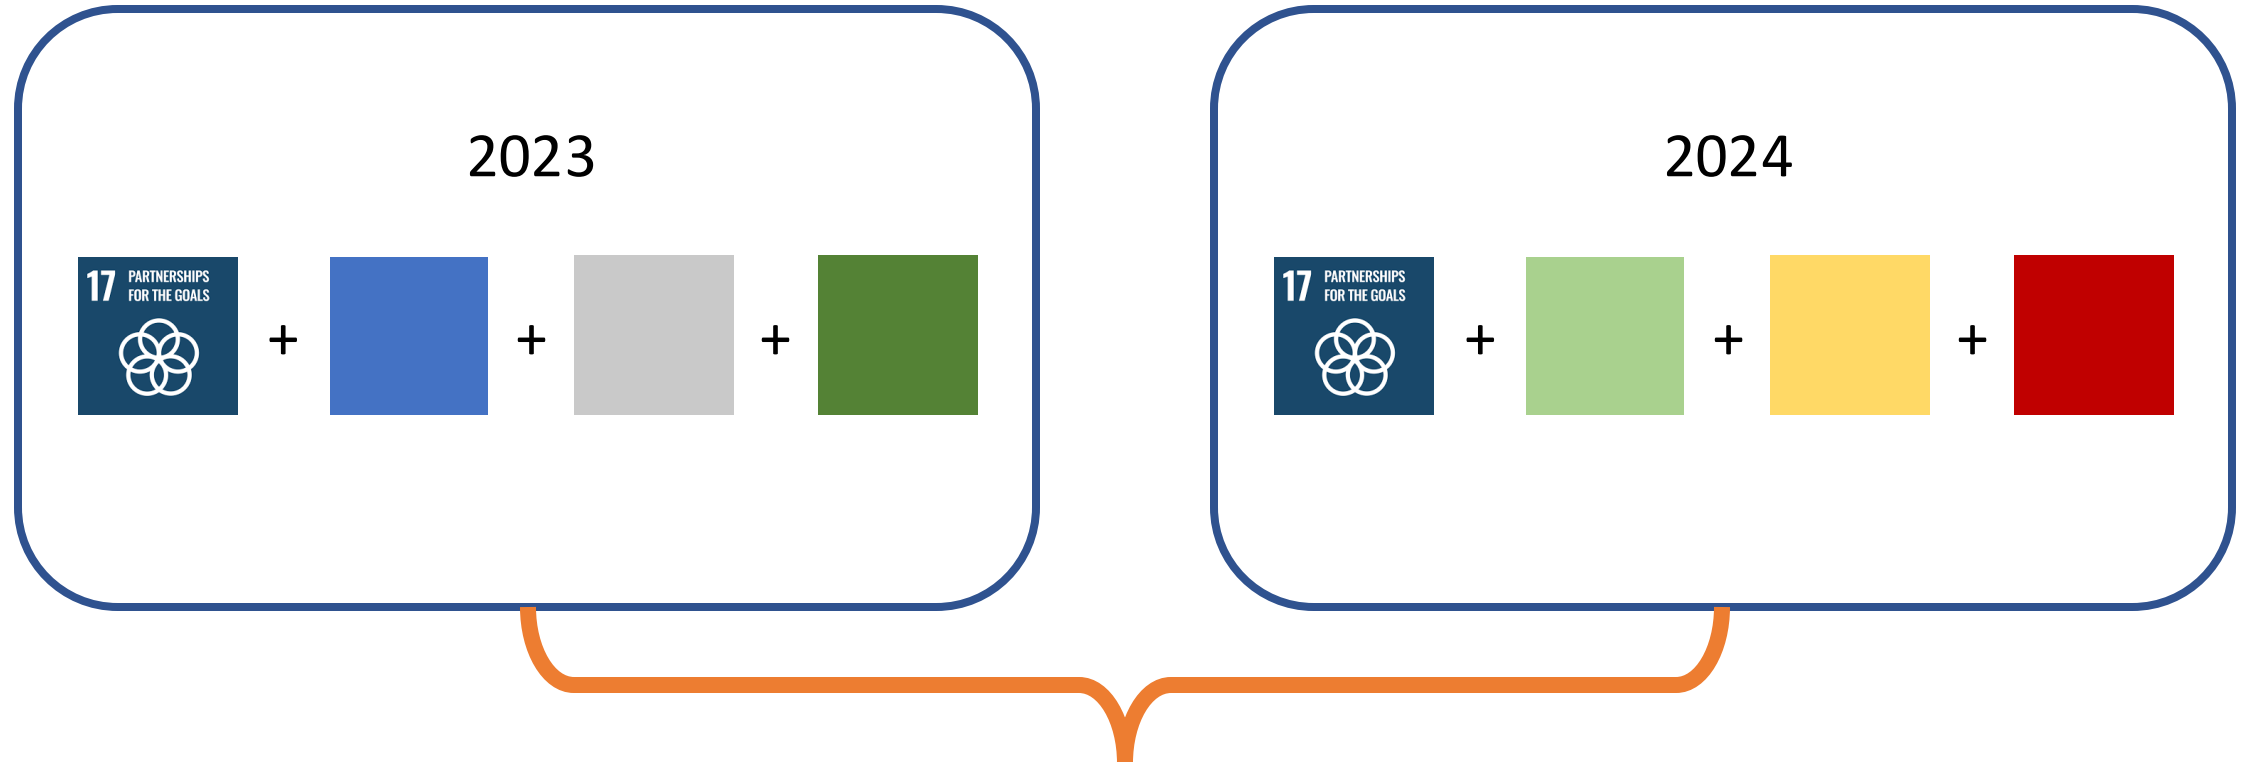 2023
17 PARTNERSHIPS
FOR THE GOALS
+
+
+
2024
17 PARTNERSHIPS
FOR THE GOALS
+
+
+